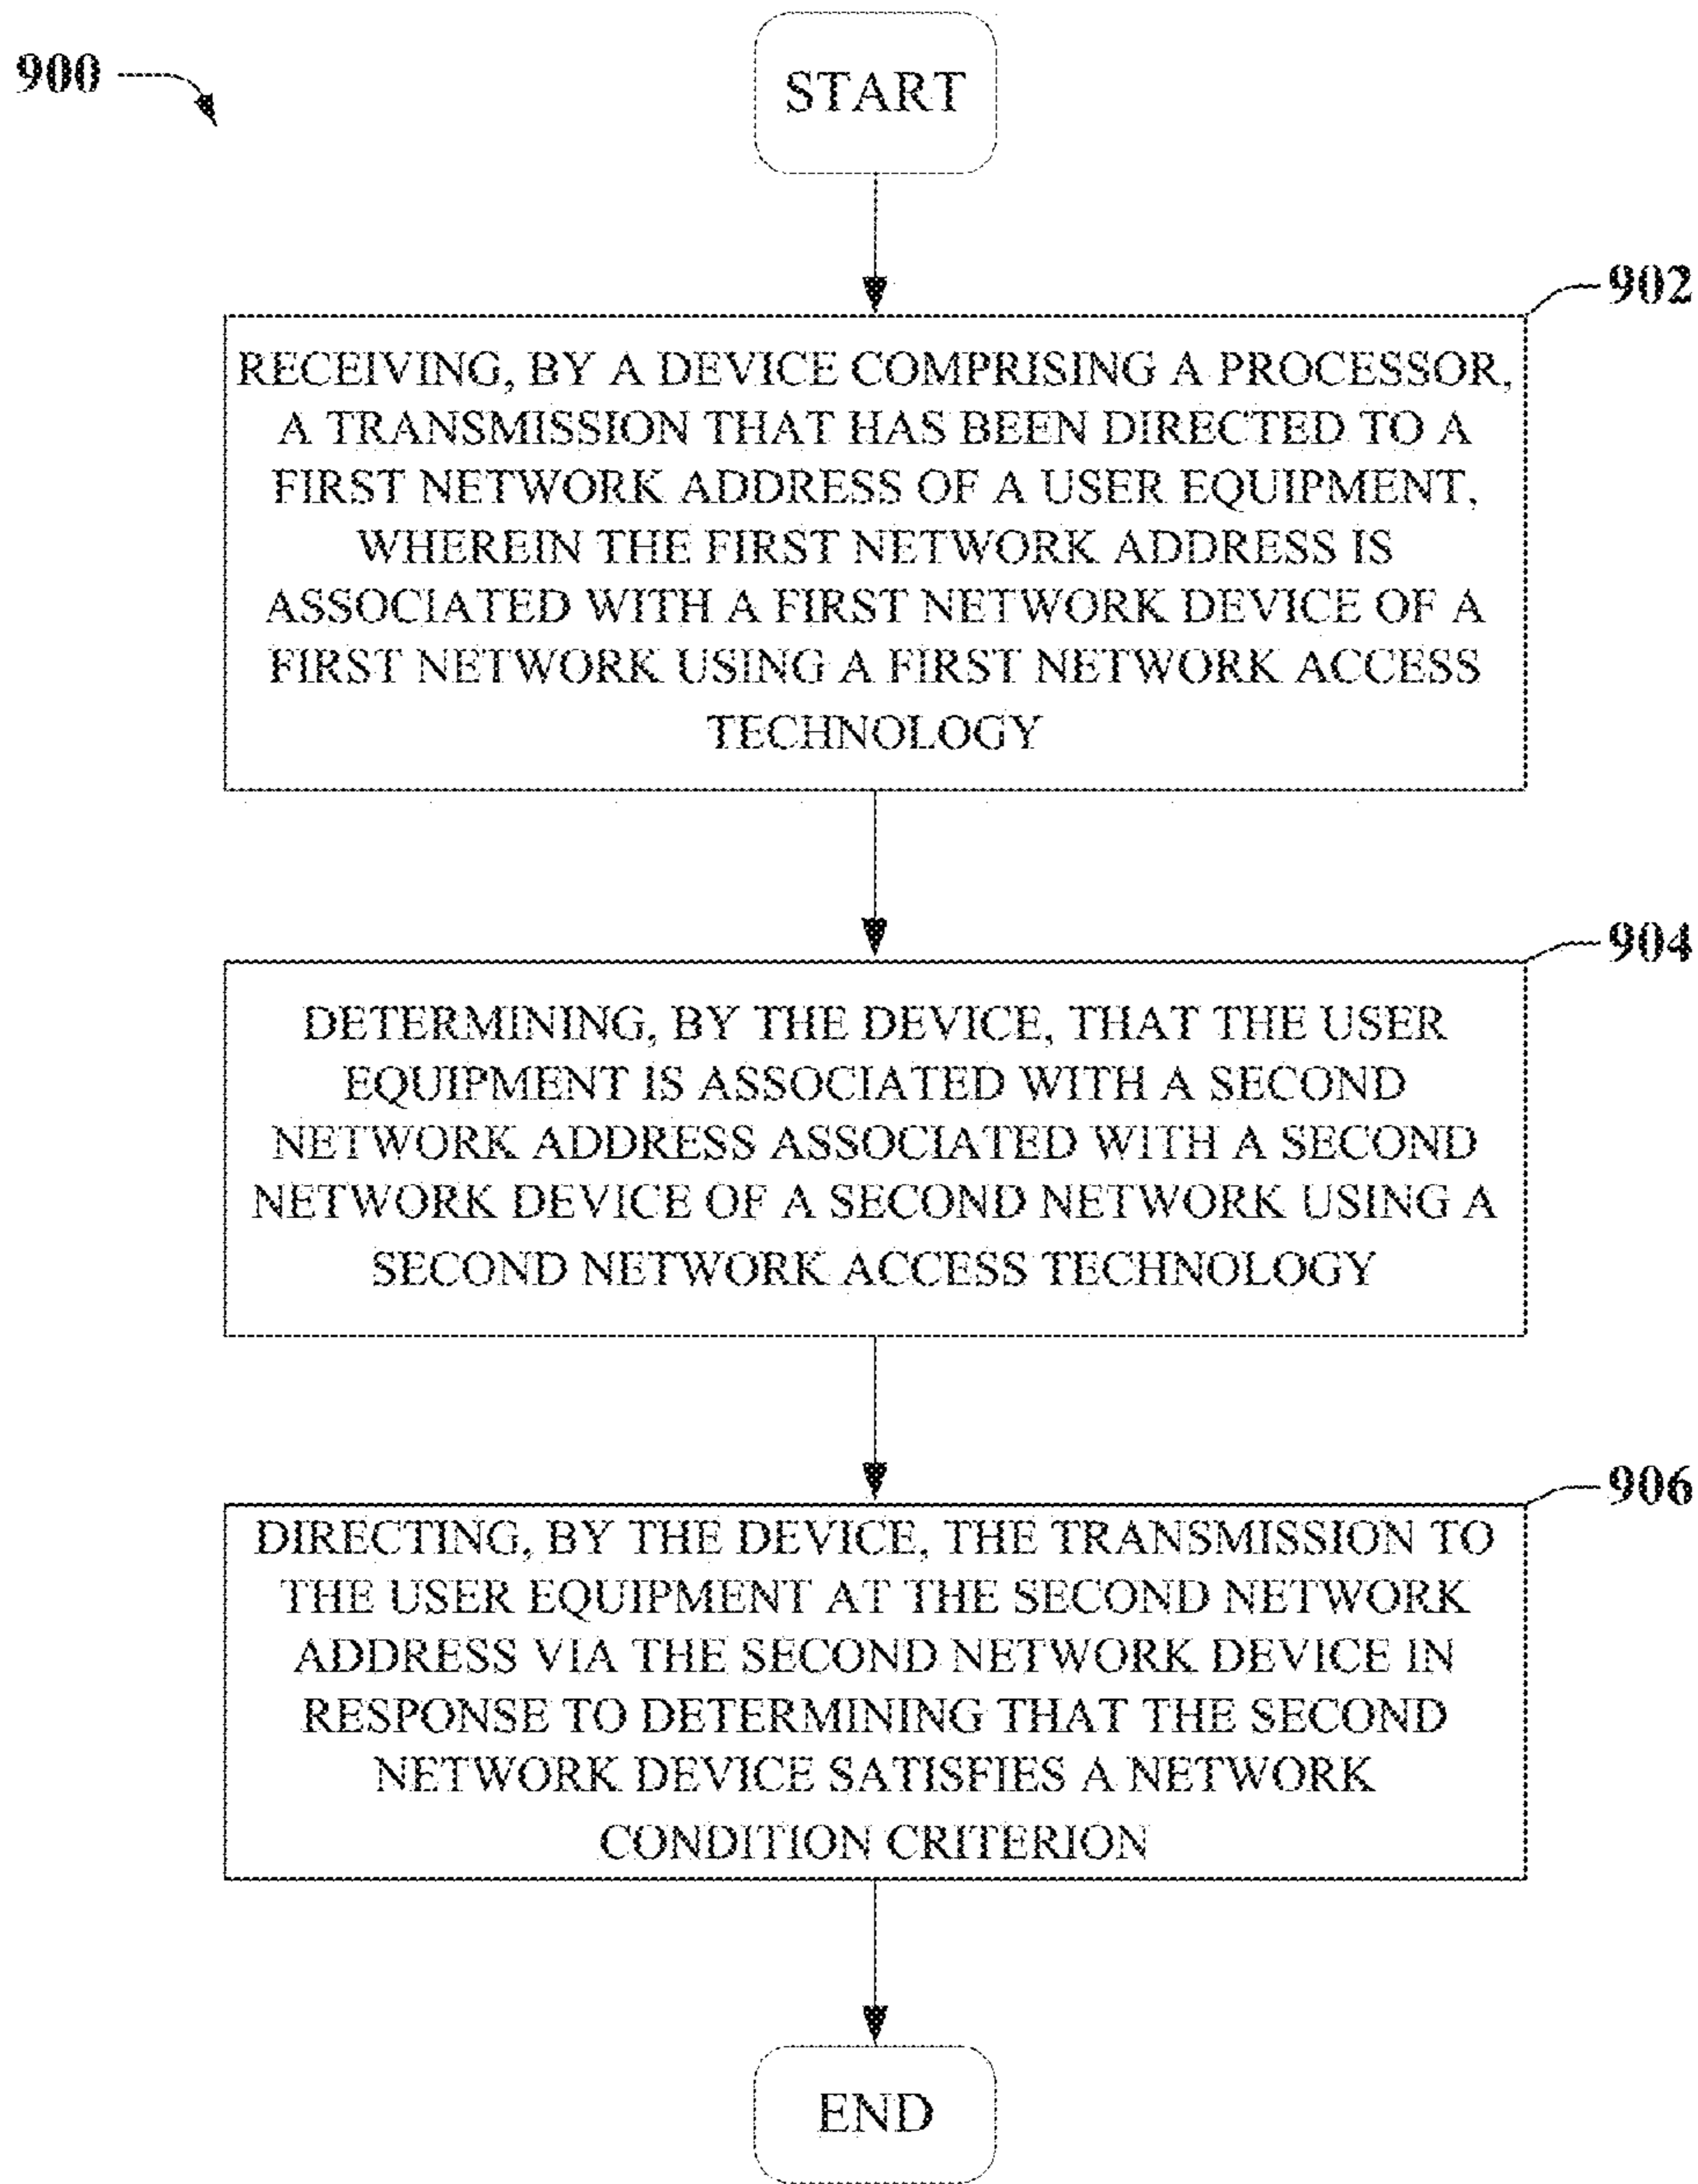 900
START
902
RECEIVING, BY A DEVICE COMPRISING A PROCESSOR,
A TRANSMISSION THAT HAS BEEN DIRECTED TO A
FIRST NETWORK ADDRESS OF A USER EQUIPMENT,
WHEREIN THE FIRST NETWORK ADDRESS IS
ASSOCIATED WITH A FIRST NETWORK DEVICE OF A
FIRST NETWORK USING A FIRST NETWORK ACCESS
TECHNOLOGY
904
DETERMINING, BY THE DEVICE, THAT THE USER
EQUIPMENT IS ASSOCIATED WITH A SECOND
NETWORK ADDRESS ASSOCIATED WITH A SECOND
NETWORK DEVICE OF A SECOND NETWORK USING A
SECOND NETWORK ACCESS TECHNOLOGY
906
DIRECTING, BY THE DEVICE, THE TRANSMISSION TO
THE USER EQUIPMENT AT THE SECOND NETWORK
ADDRESS VIA THE SECOND NETWORK DEVICE IN
RESPONSE TO DETERMINING THAT THE SECOND
NETWORK DEVICE SATISFIES A NETWORK
CONDITION CRITERION
END